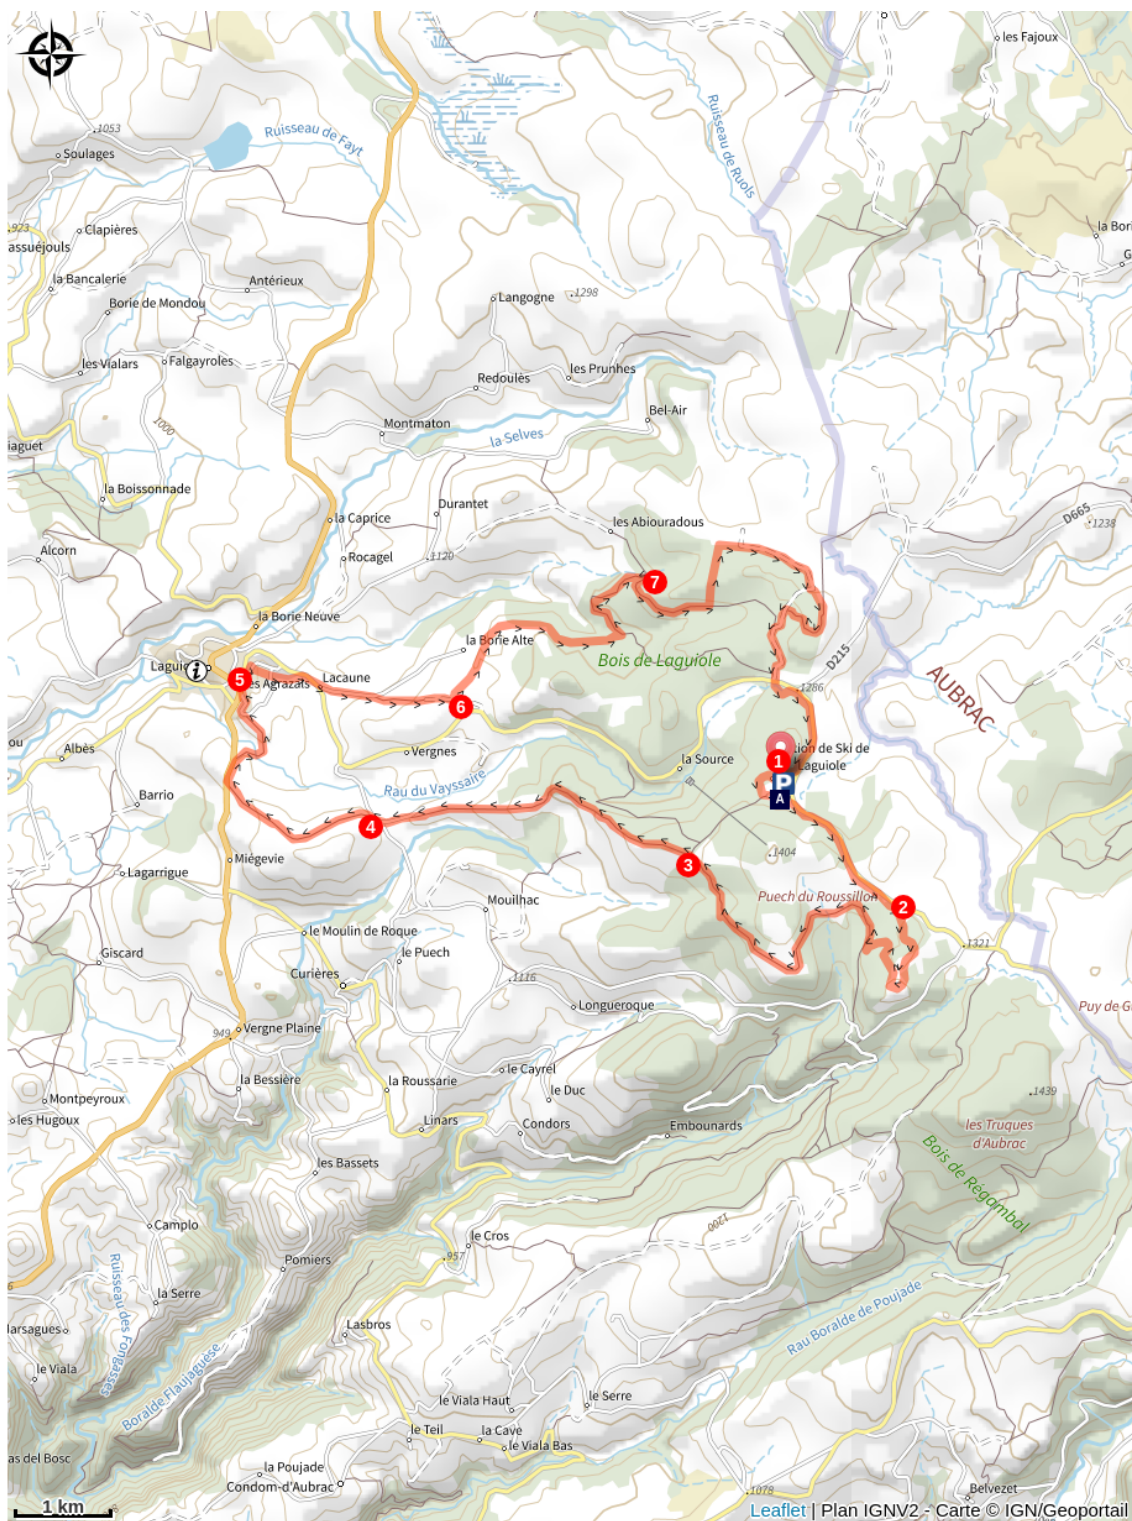 les Fajoux
1053
Soulages
Ruisseau de Fayt
Ruisseau de Ruols
923
assuéjouls
Clapières
la Bori
G
la Bancalerie
Antérieux
Borie de Mondou
Langogne
1298
les Vialars
Falgayroles
Redoulès
les Prunhes
1000
Montmaton
Bel-Air
la Selves
iaguet
la Boissonnade
Durantet
la Caprice
les Abiouradous
D665
1238
Alcorn
Rocagel
1120
7
la Borie Neuve
la Borie Alte
Bois de Laguiole
D215
AUBRAC
Laguio
i
5
es Agrazals
Lacaune
6
1286
ou
Albès
Vergnes
la Source
tion de Ski de
Laguiole
1
P
A
Rau du Vayssaire
Barrio
4
1404
3
Miégevie
Lagarrigue
Puech du Roussillon
2
Mouilhac
le Moulin de Roque
1321
Giscard
le Puech
Curières
1116
Longueroque
Puy de G
949
Vergne Plaine
le Cayrel
la Bessière
la Roussarie
le Duc
1439
Montpeyroux
les Hugoux
Linars
Condors
Embounards
les Truques
d'Aubrac
Bois de Régambal
les Bassets
1200
Camplo
le Cros
957
Pomiers
6
Ruisseau des Fongasses
la Serre
Rau Boralde de Poujade
Marsagues
Lasbros
le Viala
Boralde Flaujaguèse
le Viala Haut
le Serre
le Teil
la Cave
le Viala Bas
as del Bosc
la Poujade
Condom-d'Aubrac
1078
Belvezet
1 km
Leaflet | Plan IGNV2 - Carte © IGN/Geoportail